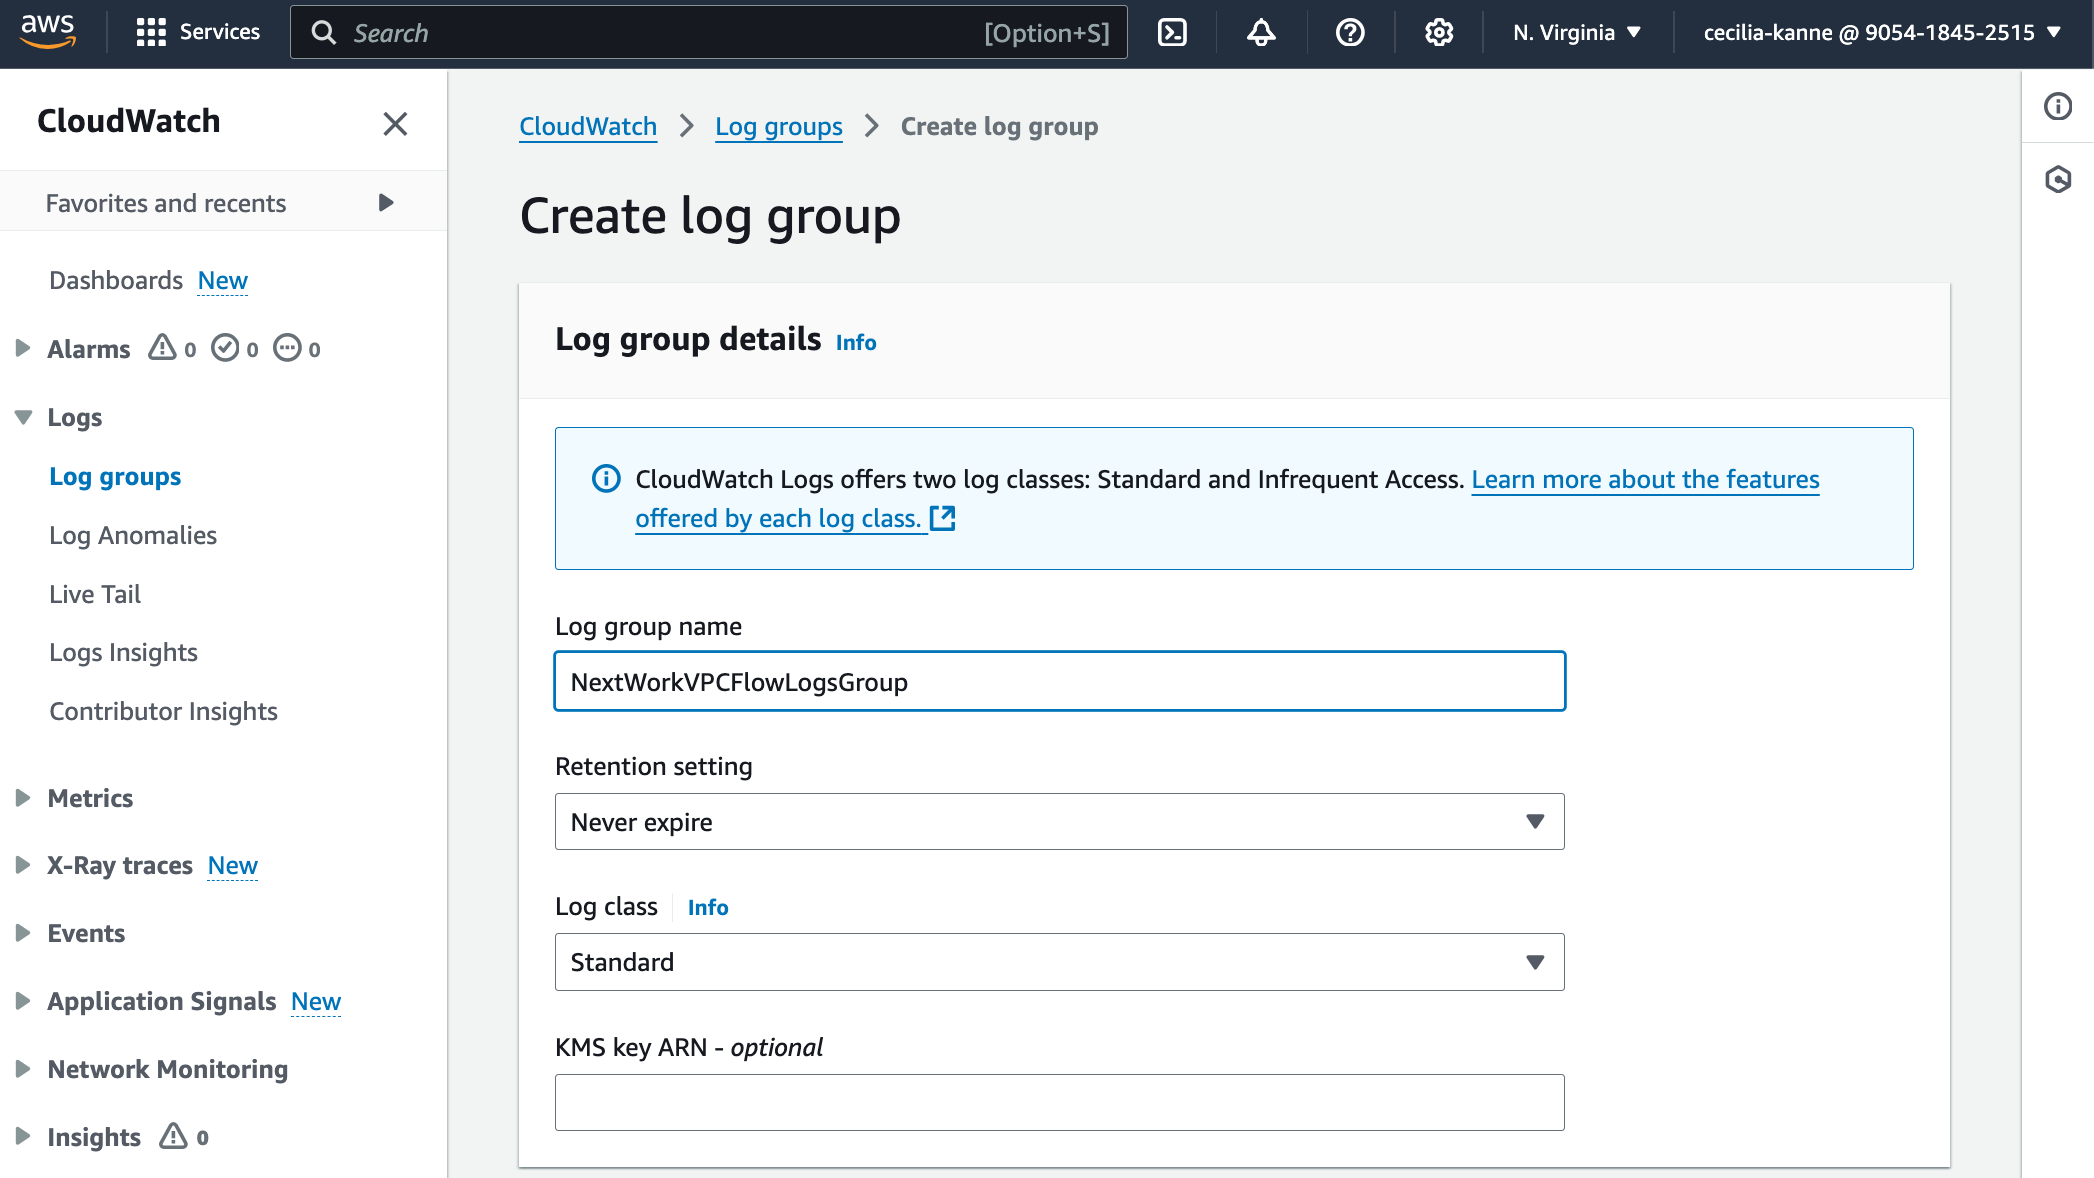 aws
Services
Search [Option+S]
N. Virginia
cecilia-kanne @ 9054-1845-2515
CloudWatch
Favorites and recents
Dashboards New
Alarms 0 0 0
Logs
Log groups
Log Anomalies
Live Tail
Logs Insights
Contributor Insights
Metrics
X-Ray traces New
Events
Application Signals New
Network Monitoring
Insights 0
CloudWatch > Log groups > Create log group
Create log group
Log group details Info
CloudWatch Logs offers two log classes: Standard and Infrequent Access. Learn more about the features
offered by each log class.
Log group name
NextWorkVPCFlowLogsGroup
Retention setting
Never expire
Log class Info
Standard
KMS key ARN - optional